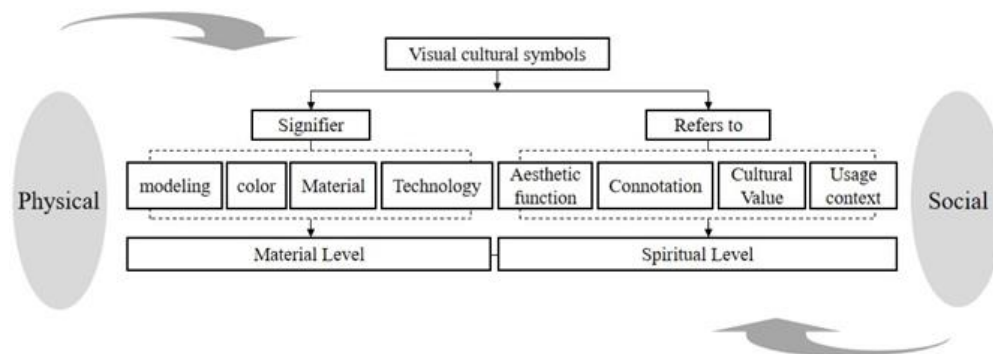 Visual cultural symbols
Signifier
Refers to
Physical
modeling
color
Material
Technology
Aesthetic
function
Connotation
Cultural
Value
Usage
context
Social
Material Level
Spiritual Level